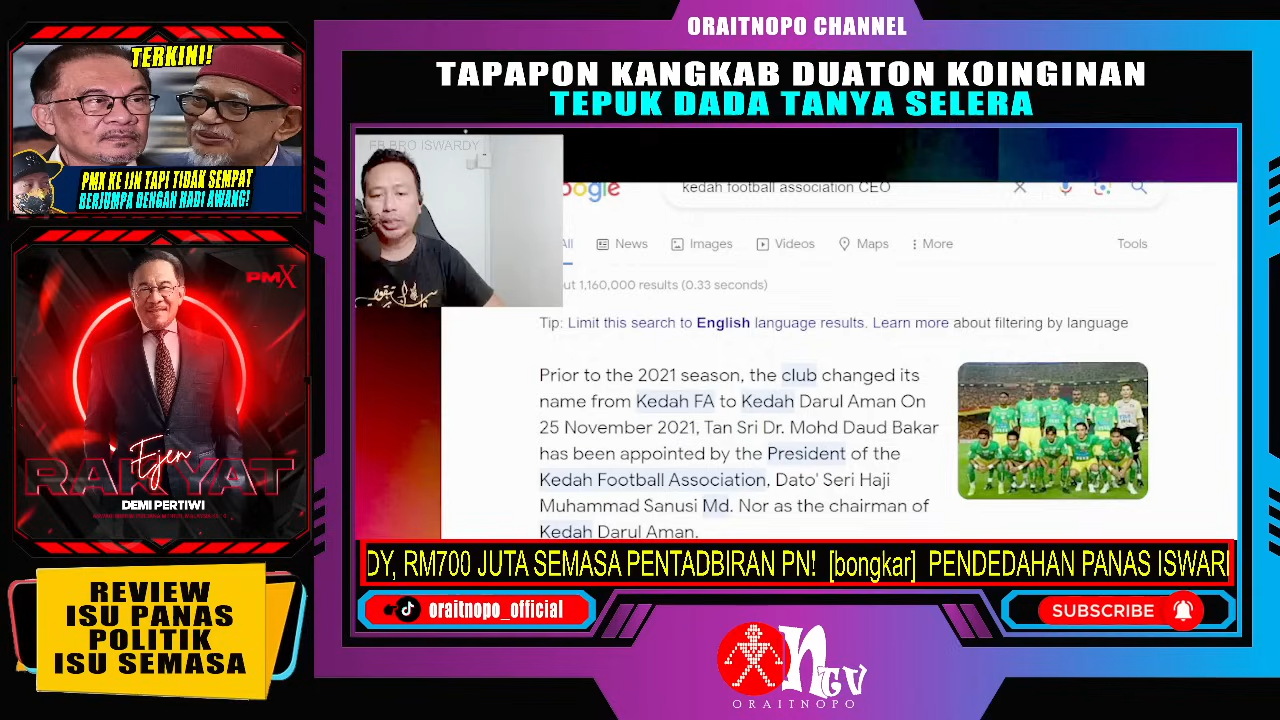 ORAITNOPO CHANNEL
TAPAPON KANGKAB DUATON KOINGINAN
TEPUK DADA TANYA SELERA
TERKINI!
PMX KE IJN TAPI TIDAK SEMPAT
BERJUMPA DENGAN HADI AWANG!
PMX
Ejen
RAKYAT
DEMI PERTIWI
REVIEW
ISU PANAS
POLITIK
ISU SEMASA
FB BRO ISWARDY
oogle
kedah football association CEO
All
News
Images
Videos
Maps
More
Tools
out 1,160,000 results (0.33 seconds)
Tip: Limit this search to English language results. Learn more about filtering by language
Prior to the 2021 season, the club changed its
name from Kedah FA to Kedah Darul Aman On
25 November 2021, Tan Sri Dr. Mohd Daud Bakar
has been appointed by the President of the
Kedah Football Association, Dato' Seri Haji
Muhammad Sanusi Md. Nor as the chairman of
Kedah Darul Aman.
DY, RM700 JUTA SEMASA PENTADBIRAN PN! [bongkar] PENDEDAHAN PANAS ISWARI
oraitnopo_official
SUBSCRIBE
OnTV
ORAITNOPO